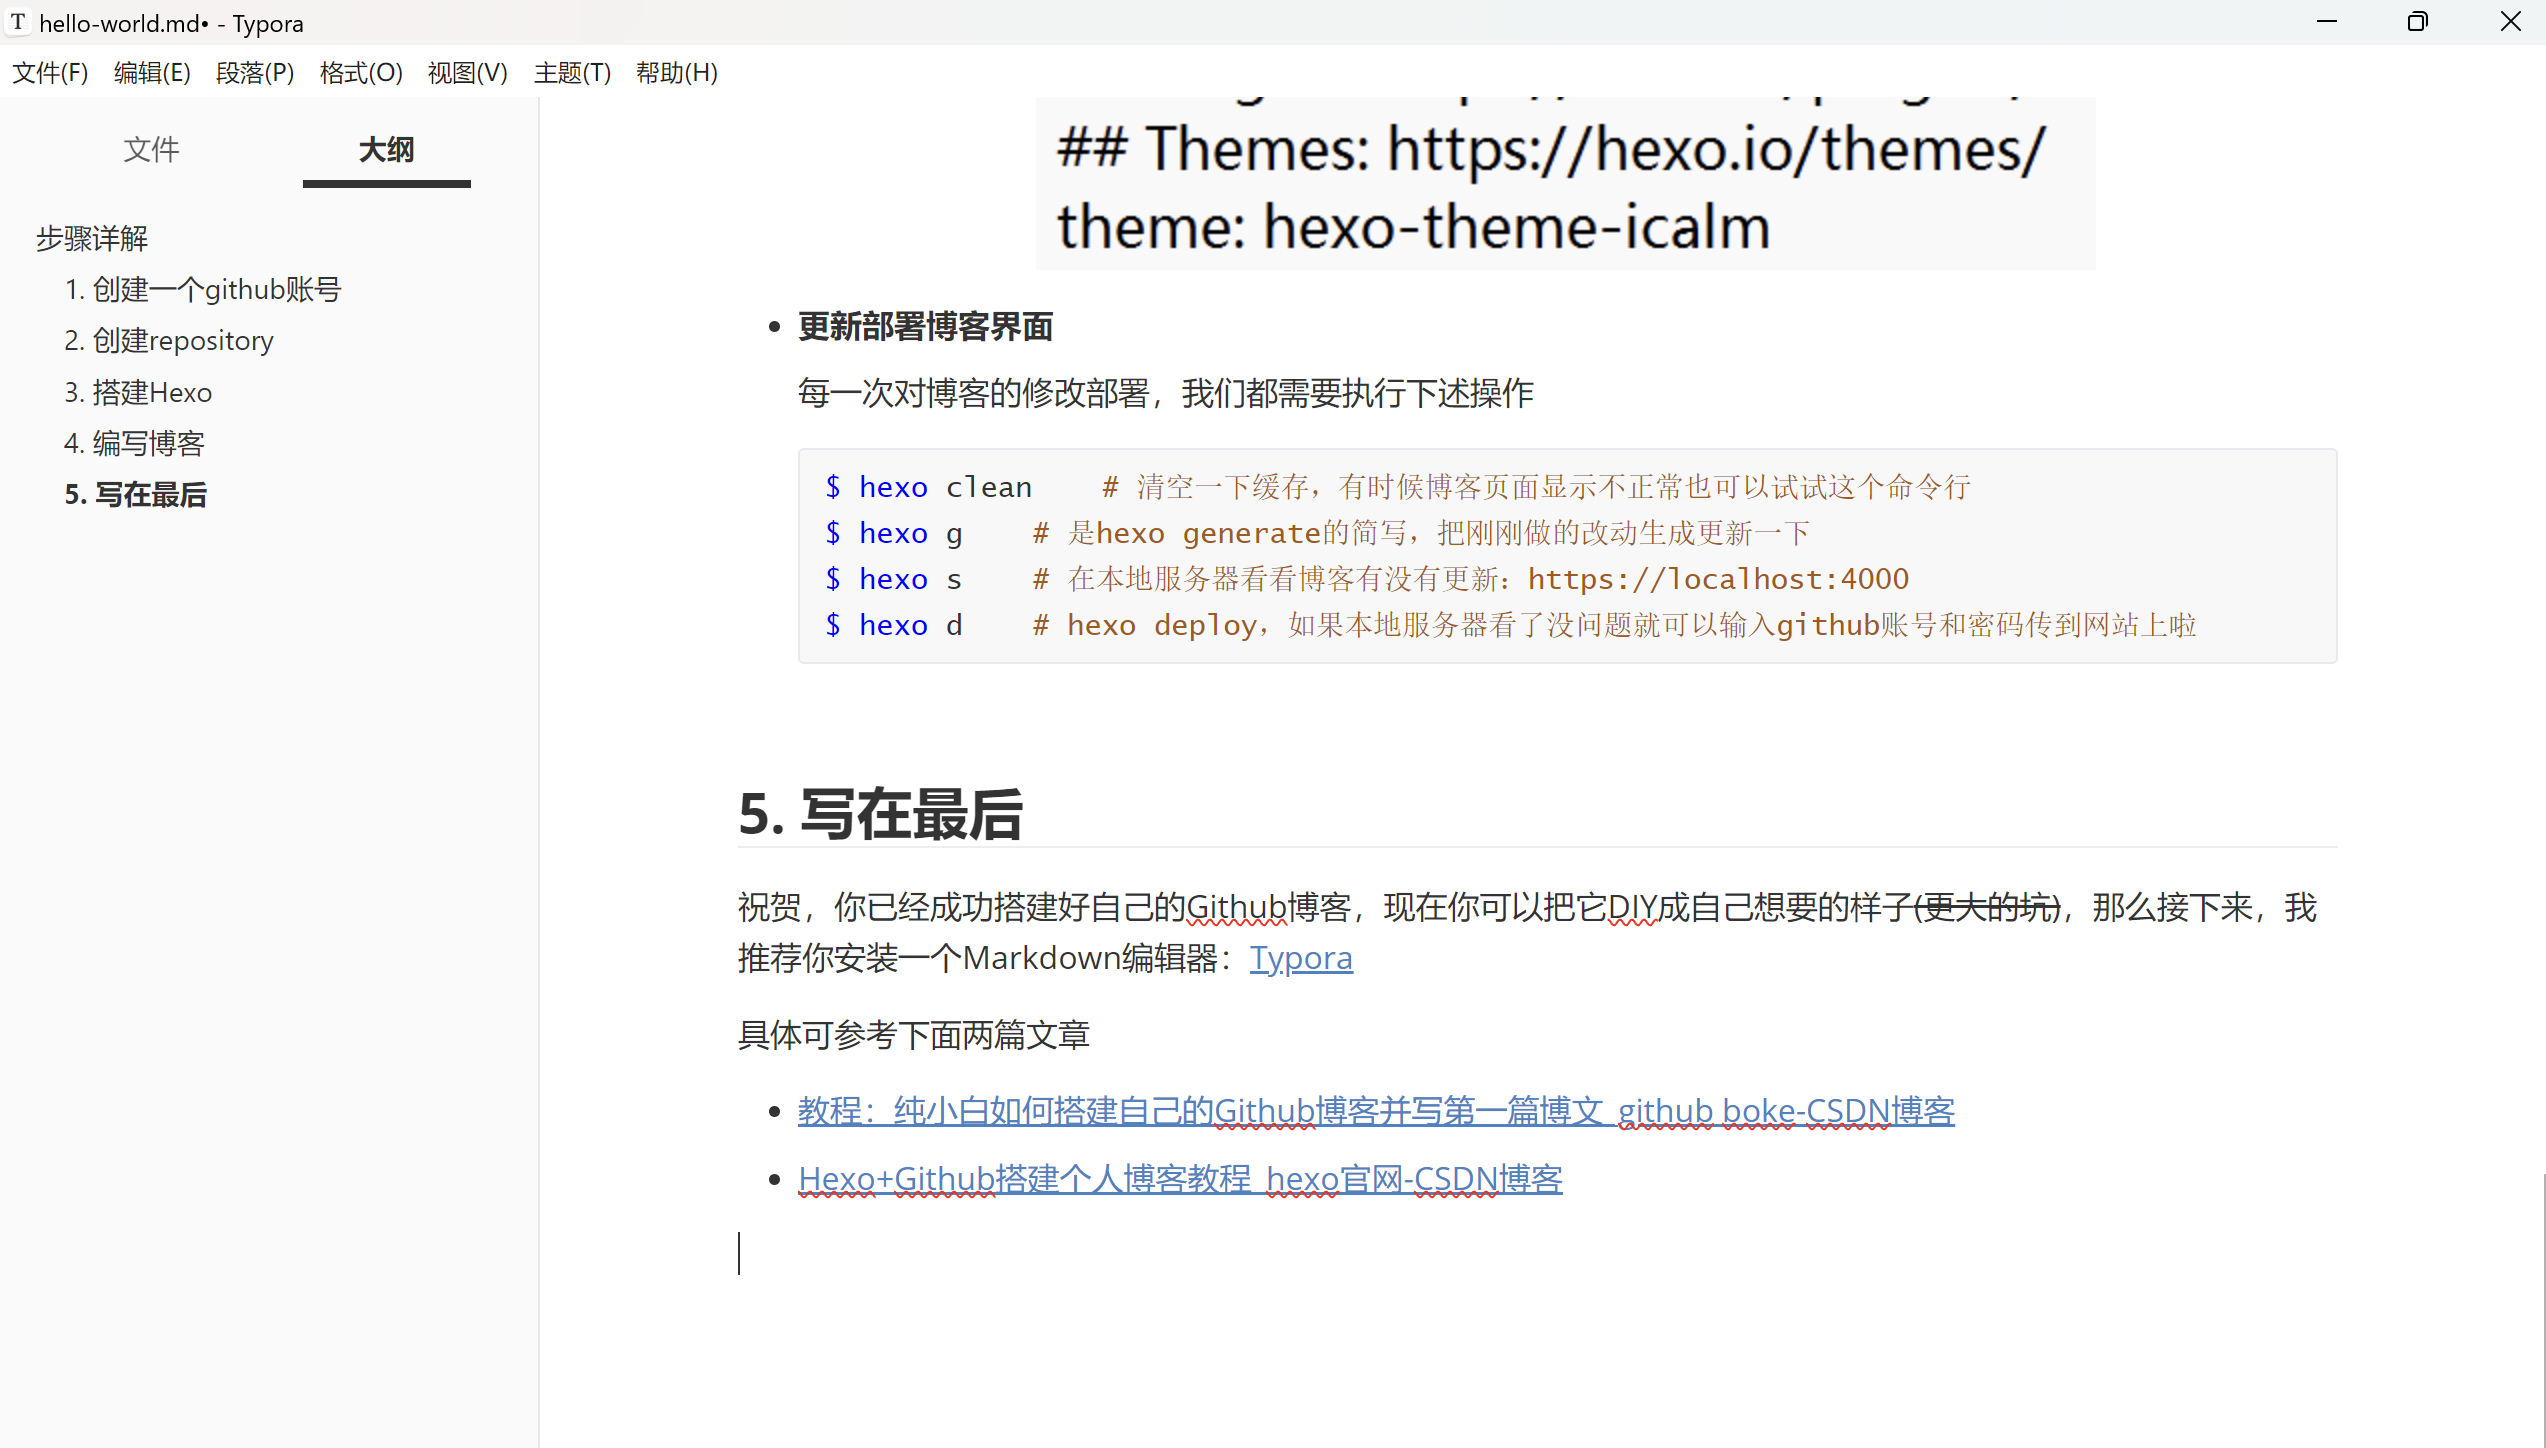 hello-world.md• - Typora
文件(F) 编辑(E) 段落(P) 格式(O) 视图(V) 主题(T) 帮助(H)
文件 大纲
步骤详解
1. 创建一个github账号
2. 创建repository
3. 搭建Hexo
4. 编写博客
5. 写在最后
## Themes: https://hexo.io/themes/
theme: hexo-theme-icalm
• 更新部署博客界面
每一次对博客的修改部署，我们都需要执行下述操作
$ hexo clean    # 清空一下缓存，有时候博客页面显示不正常也可以试试这个命令行
$ hexo g    # 是hexo generate的简写，把刚刚做的改动生成更新一下
$ hexo s    # 在本地服务器看看博客有没有更新：https://localhost:4000
$ hexo d    # hexo deploy，如果本地服务器看了没问题就可以输入github账号和密码传到网站上啦
5. 写在最后
祝贺，你已经成功搭建好自己的Github博客，现在你可以把它DIY成自己想要的样子(更大的坑)，那么接下来，我
推荐你安装一个Markdown编辑器：Typora
具体可参考下面两篇文章
• 教程：纯小白如何搭建自己的Github博客并写第一篇博文_github boke-CSDN博客
• Hexo+Github搭建个人博客教程_hexo官网-CSDN博客